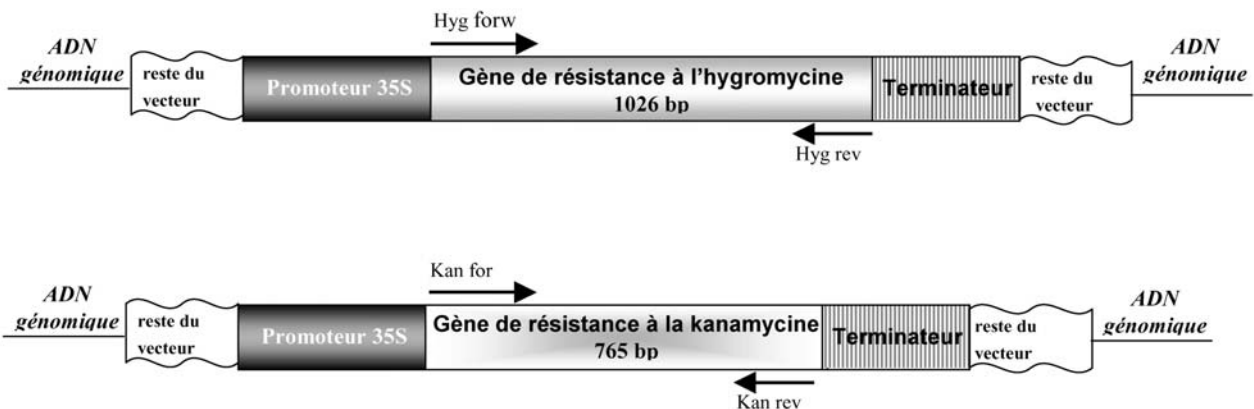 Hyg forw
ADN
génomique
reste du
vecteur
Promoteur 35S
Gène de résistance à l'hygromycine
1026 bp
Terminateur
reste du
vecteur
ADN
génomique
Hyg rev
Kan for
ADN
génomique
reste du
vecteur
Promoteur 35S
Gène de résistance à la kanamycine
765 bp
Terminateur
reste du
vecteur
ADN
génomique
Kan rev